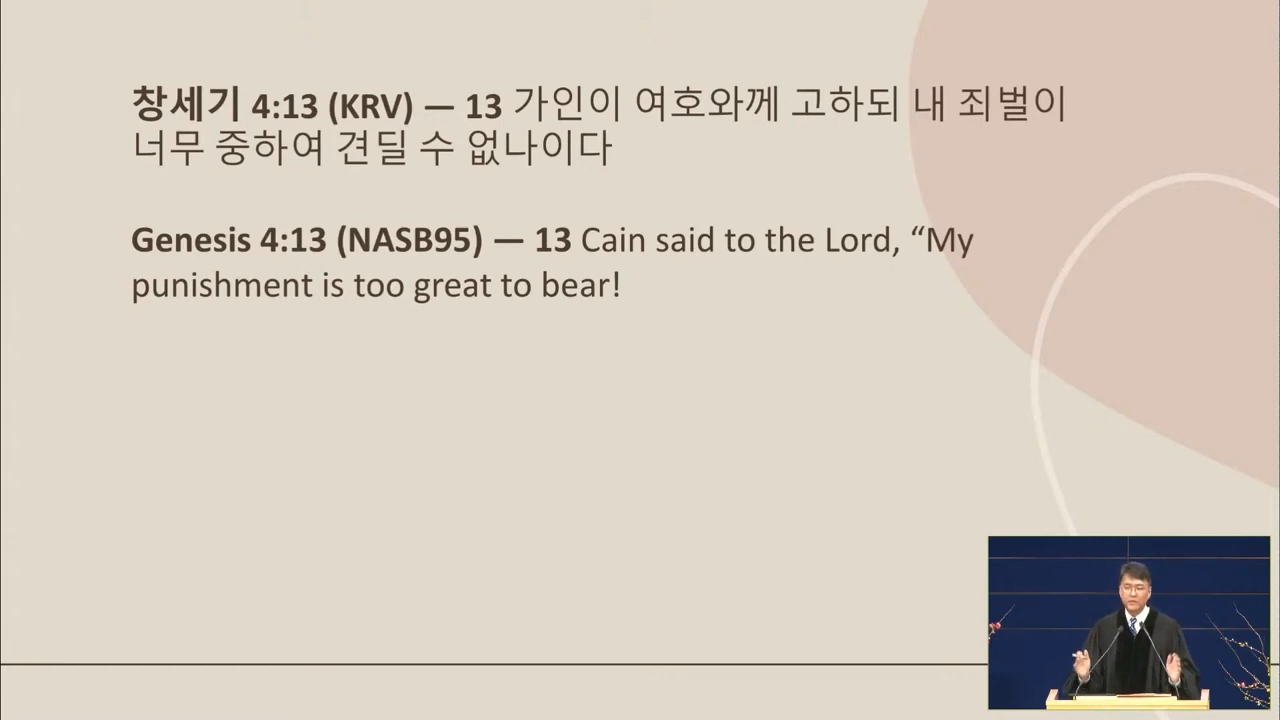 창세기 4:13 (KRV) — 13 가인이 여호와께 고하되 내 죄벌이
너무 중하여 견딜 수 없나이다
Genesis 4:13 (NASB95) — 13 Cain said to the Lord, “My
punishment is too great to bear!